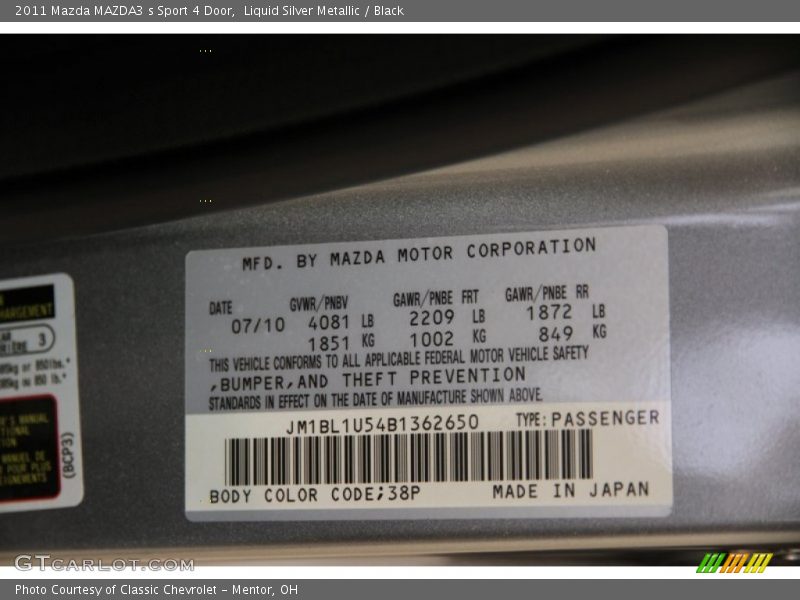 2011 Mazda MAZDA3 s Sport 4 Door,  Liquid Silver Metallic / Black
MFD. BY MAZDA MOTOR CORPORATION
DATE GVWR/PNBV GAWR/PNBE FRT GAWR/PNBE RR
07/10 4081 LB 2209 LB 1872 LB
1851 KG 1002 KG 849 KG
THIS VEHICLE CONFORMS TO ALL APPLICABLE FEDERAL MOTOR VEHICLE SAFETY
,BUMPER,AND THEFT PREVENTION
STANDARDS IN EFFECT ON THE DATE OF MANUFACTURE SHOWN ABOVE.
JM1BL1U54B1362650 TYPE:PASSENGER
BODY COLOR CODE;38P MADE IN JAPAN
3
(BCP3)
GTCARLOT.COM
Photo Courtesy of Classic Chevrolet - Mentor, OH